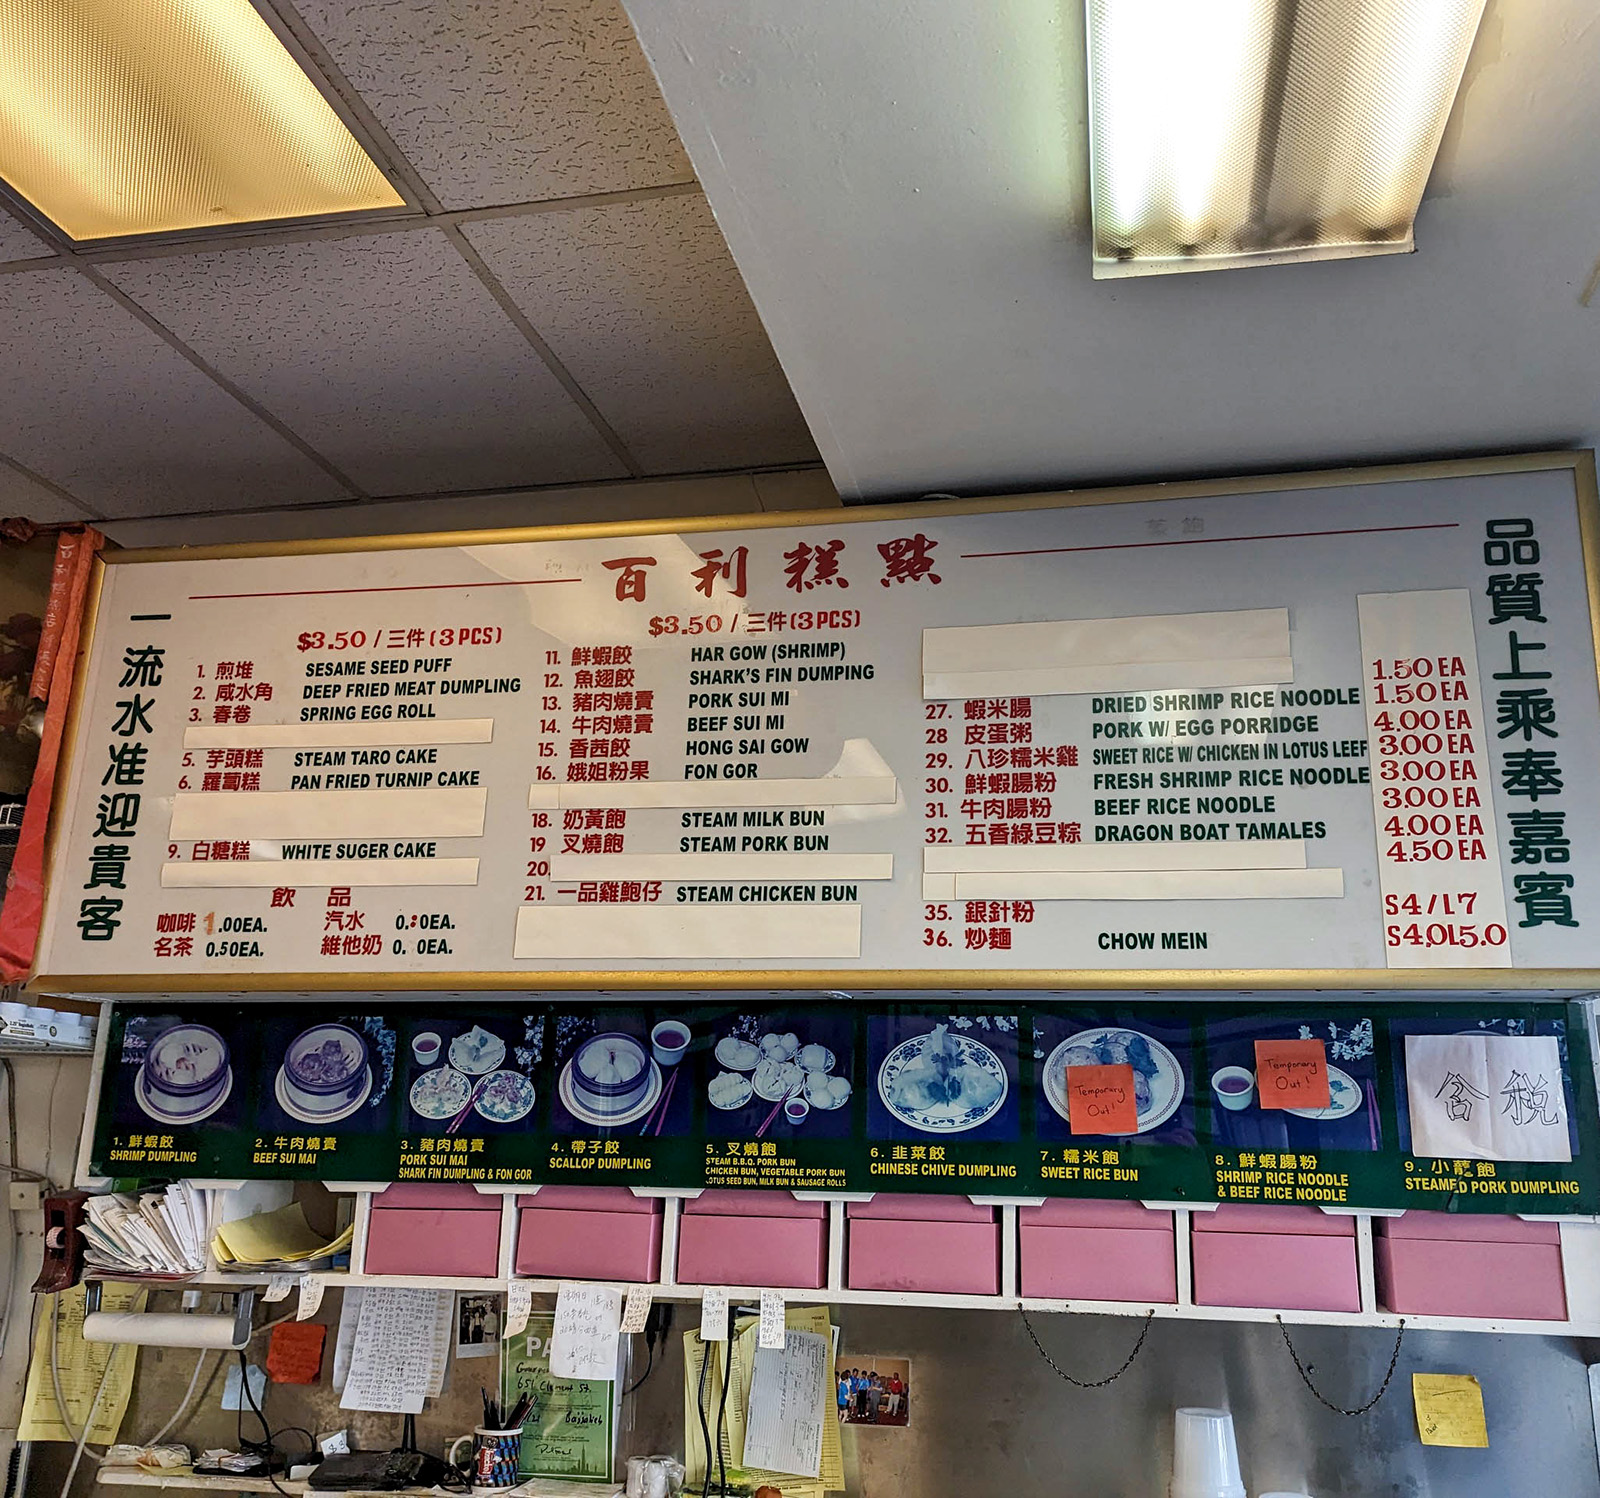 百利糕點
一流水准迎貴客
$3.50 / 三件(3 PCS)
1. 煎堆 SESAME SEED PUFF
2. 咸水角 DEEP FRIED MEAT DUMPLING
3. 春卷 SPRING EGG ROLL
5. 芋頭糕 STEAM TARO CAKE
6. 蘿蔔糕 PAN FRIED TURNIP CAKE
9. 白糖糕 WHITE SUGER CAKE
飲品
咖啡 1.00EA. 汽水
名茶 0.50EA. 維他奶
$3.50 / 三件(3 PCS)
11. 鮮蝦餃 HAR GOW (SHRIMP)
12. 魚翅餃 SHARK'S FIN DUMPING
13. 豬肉燒賣 PORK SUI MI
14. 牛肉燒賣 BEEF SUI MI
15. 香茜餃 HONG SAI GOW
16. 娥姐粉果 FON GOR
18. 奶黃飽 STEAM MILK BUN
19 叉燒飽 STEAM PORK BUN
20.
21. 一品雞鮑仔 STEAM CHICKEN BUN
27. 蝦米腸 DRIED SHRIMP RICE NOODLE
28 皮蛋粥 PORK W/ EGG PORRIDGE
29. 八珍糯米雞 SWEET RICE W/ CHICKEN IN LOTUS LEEF
30. 鮮蝦腸粉 FRESH SHRIMP RICE NOODLE
31. 牛肉腸粉 BEEF RICE NOODLE
32. 五香綠豆粽 DRAGON BOAT TAMALES
35. 銀針粉
36. 炒麵 CHOW MEIN
1.50 EA
1.50 EA
4.00 EA
3.00 EA
3.00 EA
3.00 EA
4.00 EA
4.50 EA
S4/L7
S4,0L5.0
品質上乘奉嘉賓
1. 鮮蝦餃
SHRIMP DUMPLING
2. 牛肉燒賣
BEEF SUI MAI
3. 豬肉燒賣
PORK SUI MAI
SHARK FIN DUMPLING & FON GOR
4. 帶子餃
SCALLOP DUMPLING
5. 叉燒飽
STEAM B.B.Q. PORK BUN
CHICKEN BUN, VEGETABLE PORK BUN
LOTUS SEED BUN, MILK BUN & SAUSAGE ROLLS
6. 韭菜餃
CHINESE CHIVE DUMPLING
Temporary
Out!
7. 糯米飽
SWEET RICE BUN
Temporary
Out!
8. 鮮蝦腸粉
SHRIMP RICE NOODLE
& BEEF RICE NOODLE
含税
9. 小蘢飽
STEAMED PORK DUMPLING
651 Clement St.